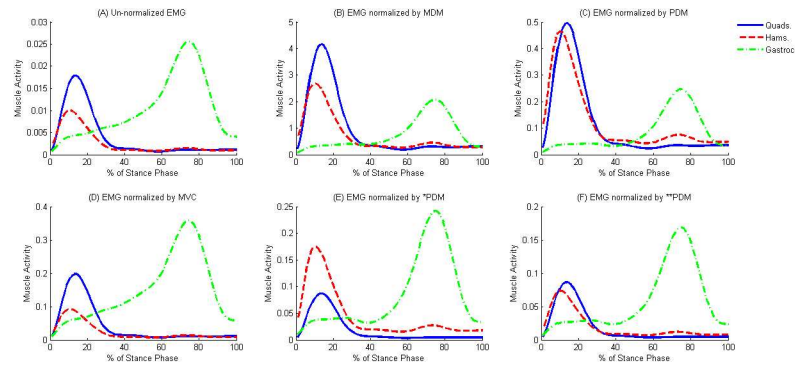 (A) Un-normalized EMG
(B) EMG normalized by MDM
(C) EMG normalized by PDM
Quads.
Hams.
Gastroc
Muscle Activity
0.03
0.025
0.02
0.015
0.01
0.005
0
0 20 40 60 80 100
% of Stance Phase
Muscle Activity
5
4
3
2
1
0
0 20 40 60 80 100
% of Stance Phase
Muscle Activity
0.5
0.4
0.3
0.2
0.1
0
0 20 40 60 80 100
% of Stance Phase
(D) EMG normalized by MVC
(E) EMG normalized by *PDM
(F) EMG normalized by **PDM
Muscle Activity
0.4
0.3
0.2
0.1
0
0 20 40 60 80 100
% of Stance Phase
Muscle Activity
0.25
0.2
0.15
0.1
0.05
0
0 20 40 60 80 100
% of Stance Phase
Muscle Activity
0.2
0.15
0.1
0.05
0
0 20 40 60 80 100
% of Stance Phase